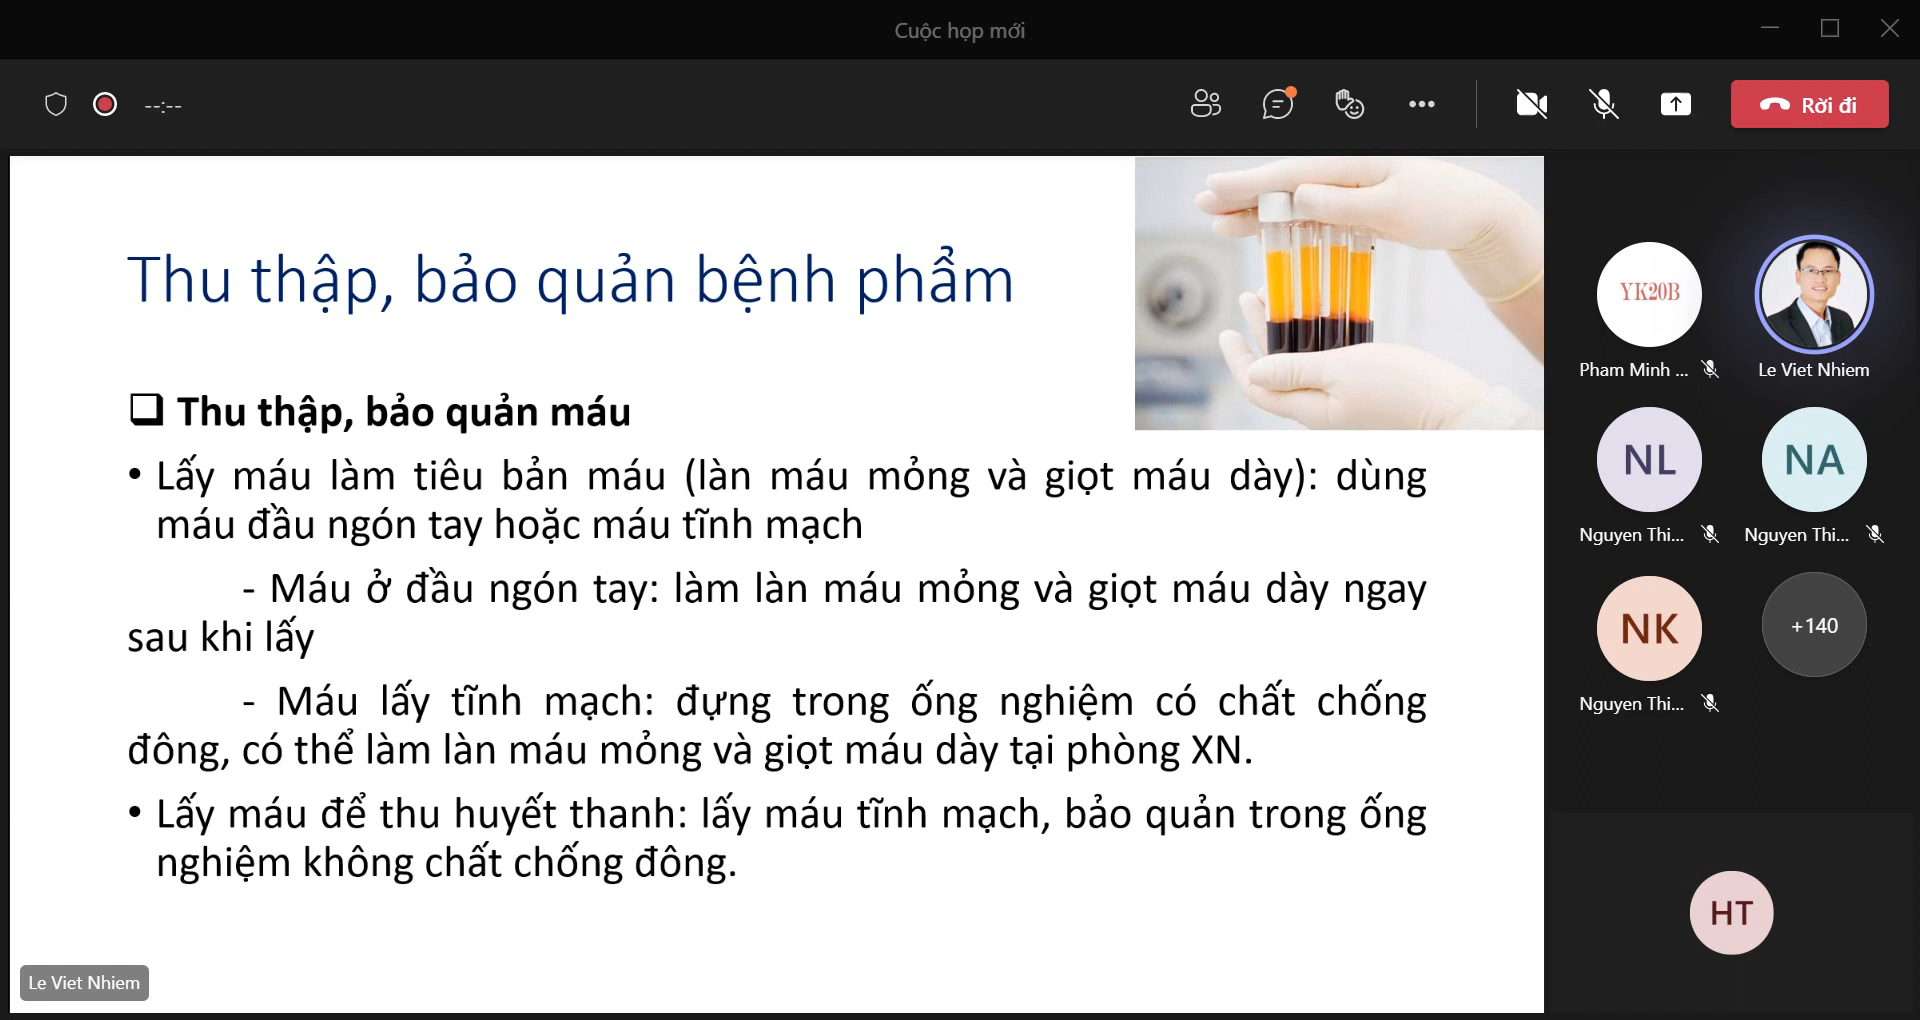 Cuộc họp mới
--:--
Rời đi
Thu thập, bảo quản bệnh phẩm
❑ Thu thập, bảo quản máu
• Lấy máu làm tiêu bản máu (làn máu mỏng và giọt máu dày): dùng
máu đầu ngón tay hoặc máu tĩnh mạch
- Máu ở đầu ngón tay: làm làn máu mỏng và giọt máu dày ngay
sau khi lấy
- Máu lấy tĩnh mạch: đựng trong ống nghiệm có chất chống
đông, có thể làm làn máu mỏng và giọt máu dày tại phòng XN.
• Lấy máu để thu huyết thanh: lấy máu tĩnh mạch, bảo quản trong ống
nghiệm không chất chống đông.
Le Viet Nhiem
YK20B
Pham Minh ...
Le Viet Nhiem
NL
NA
Nguyen Thi...
Nguyen Thi...
NK
+140
Nguyen Thi...
HT